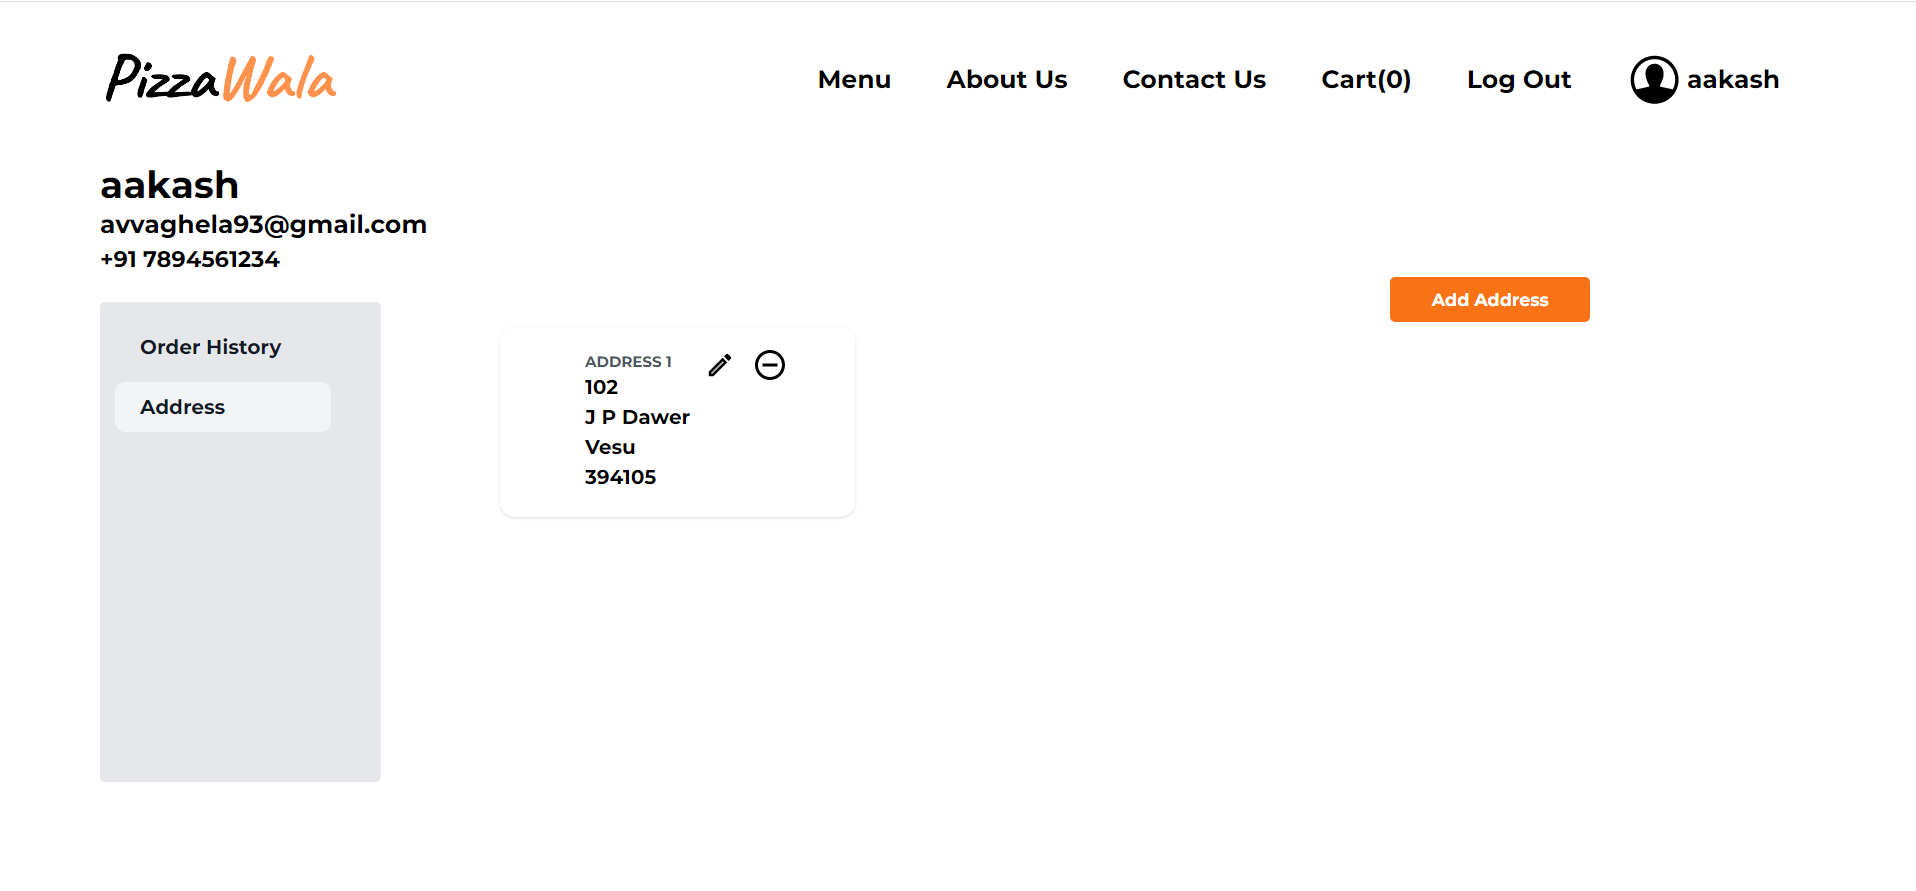 PizzaWala
Menu About Us Contact Us Cart(0) Log Out aakash
aakash
avvaghela93@gmail.com
+91 7894561234
Order History
Address
Add Address
ADDRESS 1
102
J P Dawer
Vesu
394105